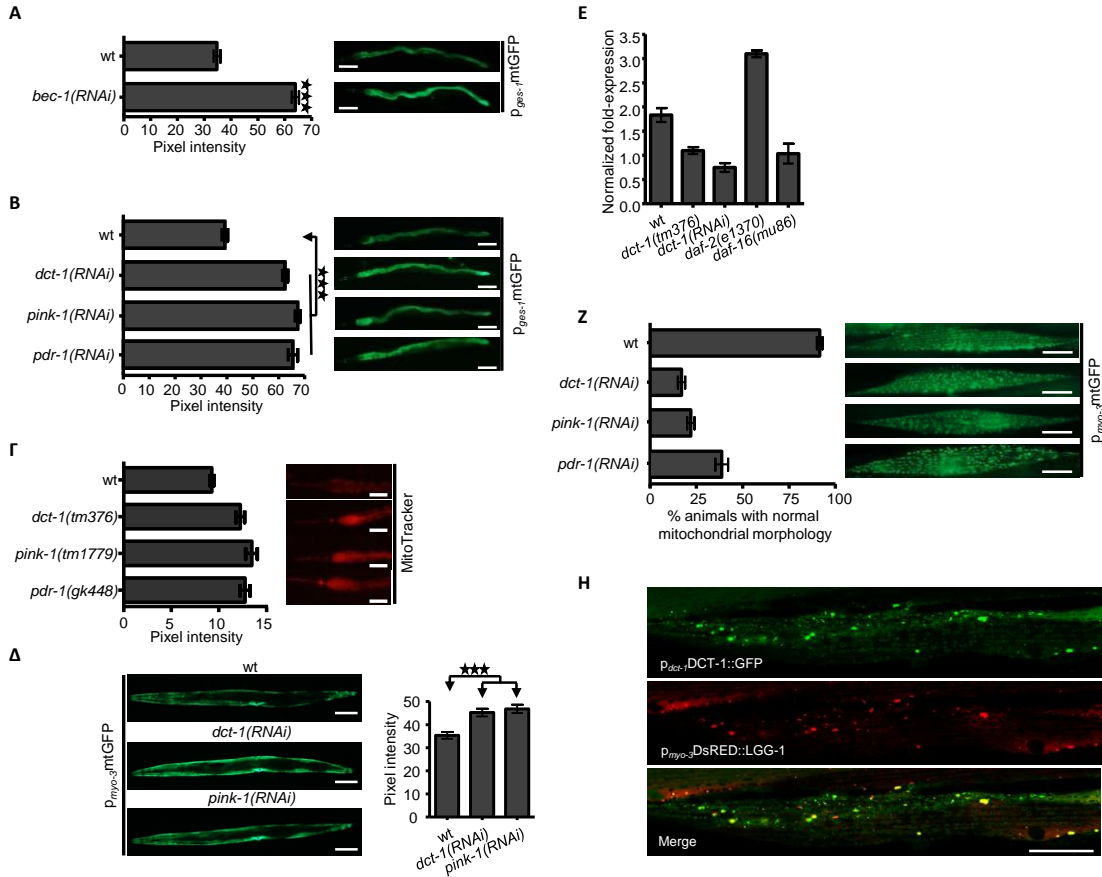 A
wt
bec-1(RNAi)
★★★
0 10 20 30 40 50 60 70
Pixel intensity
pges-1mtGFP
B
wt
dct-1(RNAi)
pink-1(RNAi)
pdr-1(RNAi)
★★★
0 10 20 30 40 50 60 70
Pixel intensity
pges-1mtGFP
Γ
wt
dct-1(tm376)
pink-1(tm1779)
pdr-1(gk448)
0 5 10 15
Pixel intensity
MitoTracker
Δ
wt
dct-1(RNAi)
pink-1(RNAi)
pmyo-3mtGFP
★★★
50
40
30
20
10
0
Pixel intensity
wt
dct-1(RNAi)
pink-1(RNAi)
E
3.5
3.0
2.5
2.0
1.5
1.0
0.5
0.0
Normalized fold-expression
wt
dct-1(tm376)
dct-1(RNAi)
daf-2(e1370)
daf-16(mu86)
Z
wt
dct-1(RNAi)
pink-1(RNAi)
pdr-1(RNAi)
0 25 50 75 100
% animals with normal
mitochondrial morphology
pmyo-3mtGFP
H
pdct-1DCT-1::GFP
pmyo-3DsRED::LGG-1
Merge